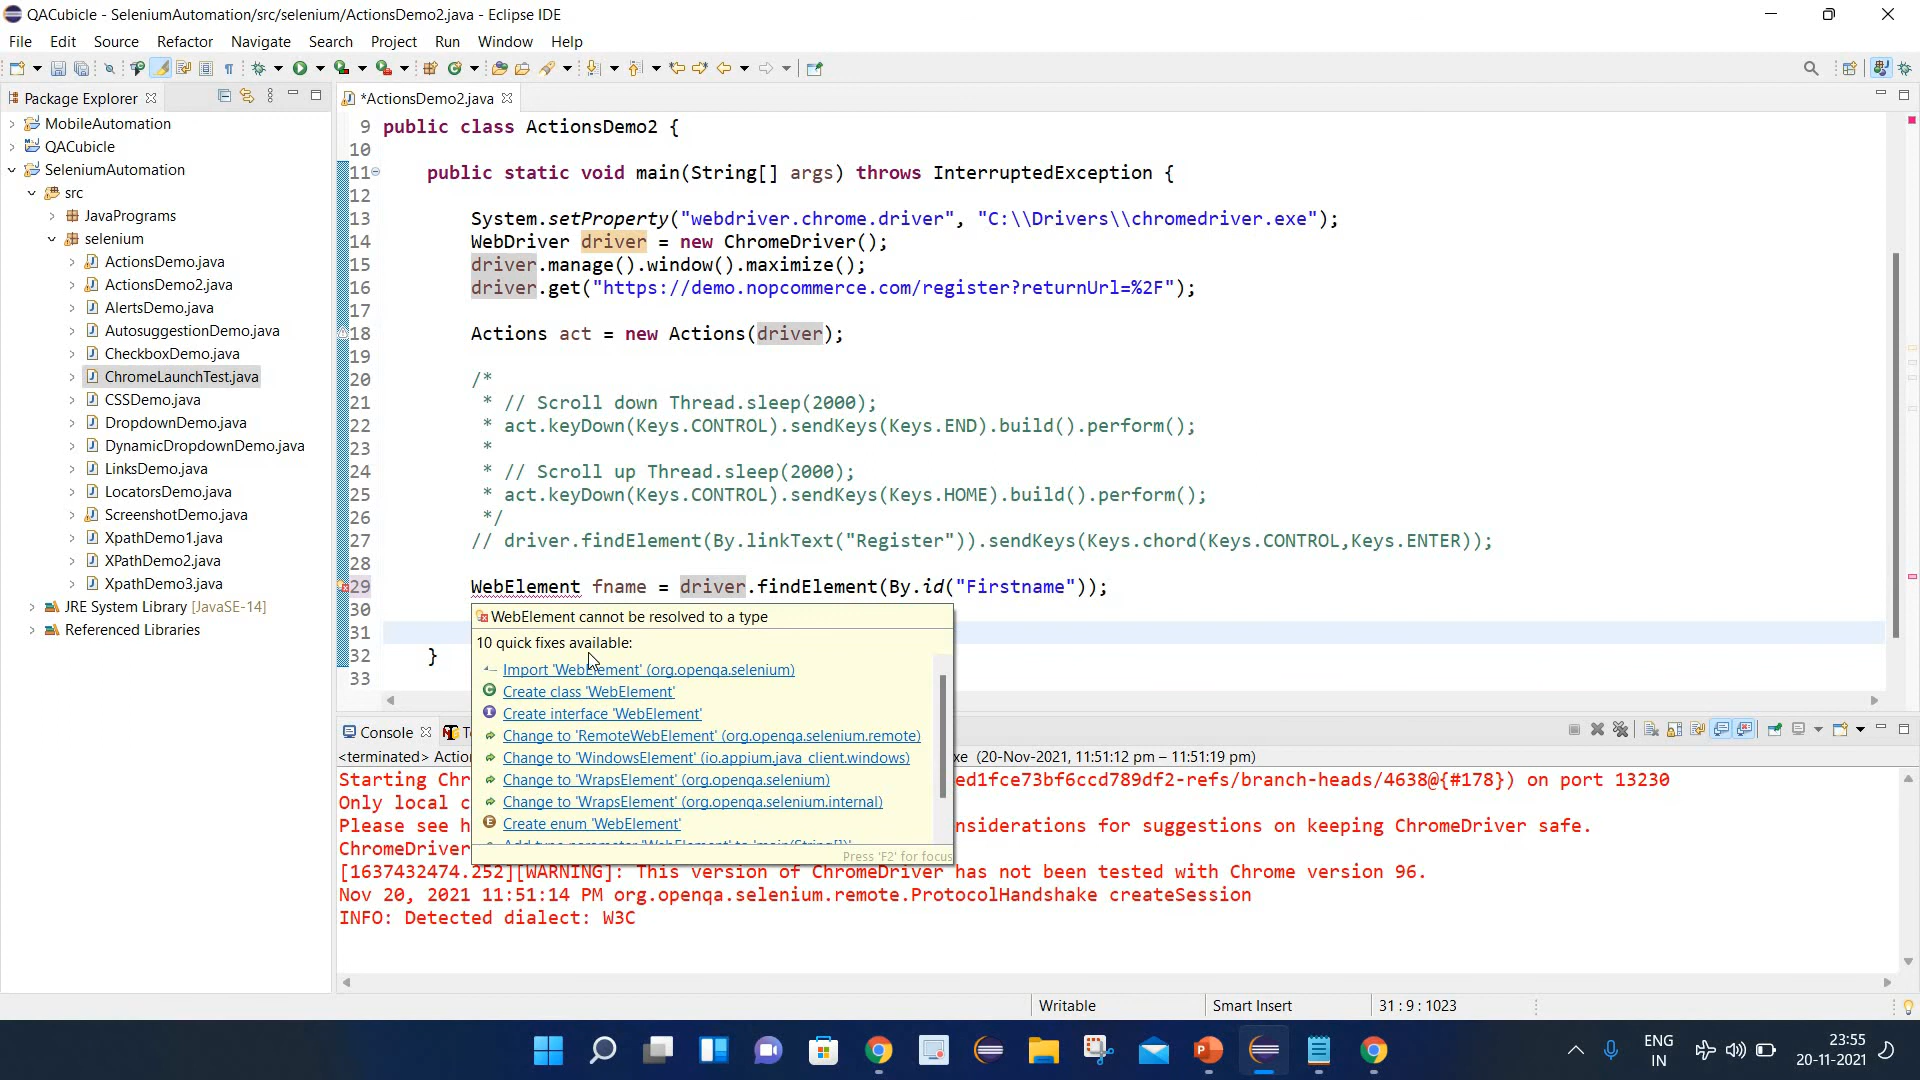 QACubicle - SeleniumAutomation/src/selenium/ActionsDemo2.java - Eclipse IDE
File Edit Source Refactor Navigate Search Project Run Window Help
Package Explorer
*ActionsDemo2.java
MobileAutomation
QACubicle
SeleniumAutomation
src
JavaPrograms
selenium
ActionsDemo.java
ActionsDemo2.java
AlertsDemo.java
AutosuggestionDemo.java
CheckboxDemo.java
ChromeLaunchTest.java
CSSDemo.java
DropdownDemo.java
DynamicDropdownDemo.java
LinksDemo.java
LocatorsDemo.java
ScreenshotDemo.java
XpathDemo1.java
XPathDemo2.java
XpathDemo3.java
JRE System Library [JavaSE-14]
Referenced Libraries
9 public class ActionsDemo2 {
10
11 public static void main(String[] args) throws InterruptedException {
12
13 System.setProperty("webdriver.chrome.driver", "C:\\Drivers\\chromedriver.exe");
14 WebDriver driver = new ChromeDriver();
15 driver.manage().window().maximize();
16 driver.get("https://demo.nopcommerce.com/register?returnUrl=%2F");
17
18 Actions act = new Actions(driver);
19
20 /*
21 * // Scroll down Thread.sleep(2000);
22 * act.keyDown(Keys.CONTROL).sendKeys(Keys.END).build().perform();
23 *
24 * // Scroll up Thread.sleep(2000);
25 * act.keyDown(Keys.CONTROL).sendKeys(Keys.HOME).build().perform();
26 */
27 // driver.findElement(By.linkText("Register")).sendKeys(Keys.chord(Keys.CONTROL,Keys.ENTER));
28
29 WebElement fname = driver.findElement(By.id("Firstname"));
30
31
32 }
33
WebElement cannot be resolved to a type
10 quick fixes available:
Import 'WebElement' (org.openqa.selenium)
Create class 'WebElement'
Create interface 'WebElement'
Change to 'RemoteWebElement' (org.openqa.selenium.remote)
Change to 'WindowsElement' (io.appium.java_client.windows)
Change to 'WrapsElement' (org.openqa.selenium)
Change to 'WrapsElement' (org.openqa.selenium.internal)
Create enum 'WebElement'
Add type parameter 'WebElement' to 'main(String[])'
Press 'F2' for focus
Console
<terminated> Actio xe (20-Nov-2021, 11:51:12 pm – 11:51:19 pm)
Starting Chr ed1fce73bf6ccd789df2-refs/branch-heads/4638@{#178}) on port 13230
Only local c
Please see h nsiderations for suggestions on keeping ChromeDriver safe.
ChromeDriver
[1637432474.252][WARNING]: This version of ChromeDriver has not been tested with Chrome version 96.
Nov 20, 2021 11:51:14 PM org.openqa.selenium.remote.ProtocolHandshake createSession
INFO: Detected dialect: W3C
Writable Smart Insert 31 : 9 : 1023
ENG
IN
23:55
20-11-2021